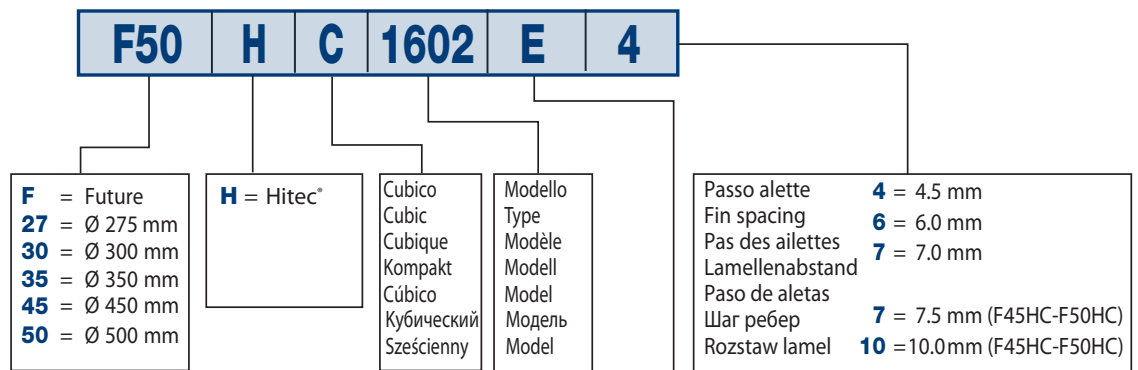 F50 H C 1602 E 4
F = Future
27 = Ø 275 mm
30 = Ø 300 mm
35 = Ø 350 mm
45 = Ø 450 mm
50 = Ø 500 mm
H = Hitec®
Cubico
Cubic
Cubique
Kompakt
Cúbico
Кубический
Sześcienny
Modello
Type
Modèle
Modell
Model
Модель
Model
Passo alette
Fin spacing
Pas des ailettes
Lamellenabstand
Paso de aletas
Шаг ребер
Rozstaw lamel
4 = 4.5 mm
6 = 6.0 mm
7 = 7.0 mm
7 = 7.5 mm (F45HC-F50HC)
10 =10.0mm (F45HC-F50HC)